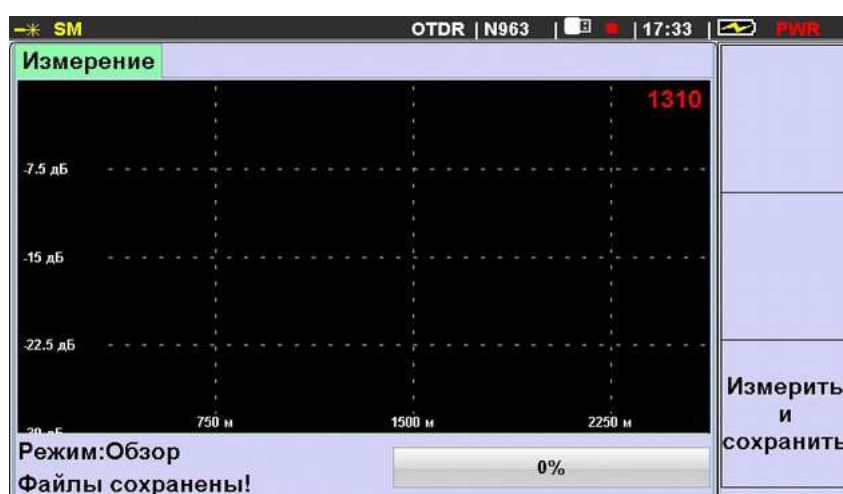 SM OTDR | N963 | | 17:33 | PWR
Измерение
1310
-7.5 дБ
-15 дБ
-22.5 дБ
750 м 1500 м 2250 м
Режим:Обзор
0%
Файлы сохранены!
Измерить
и
сохранить